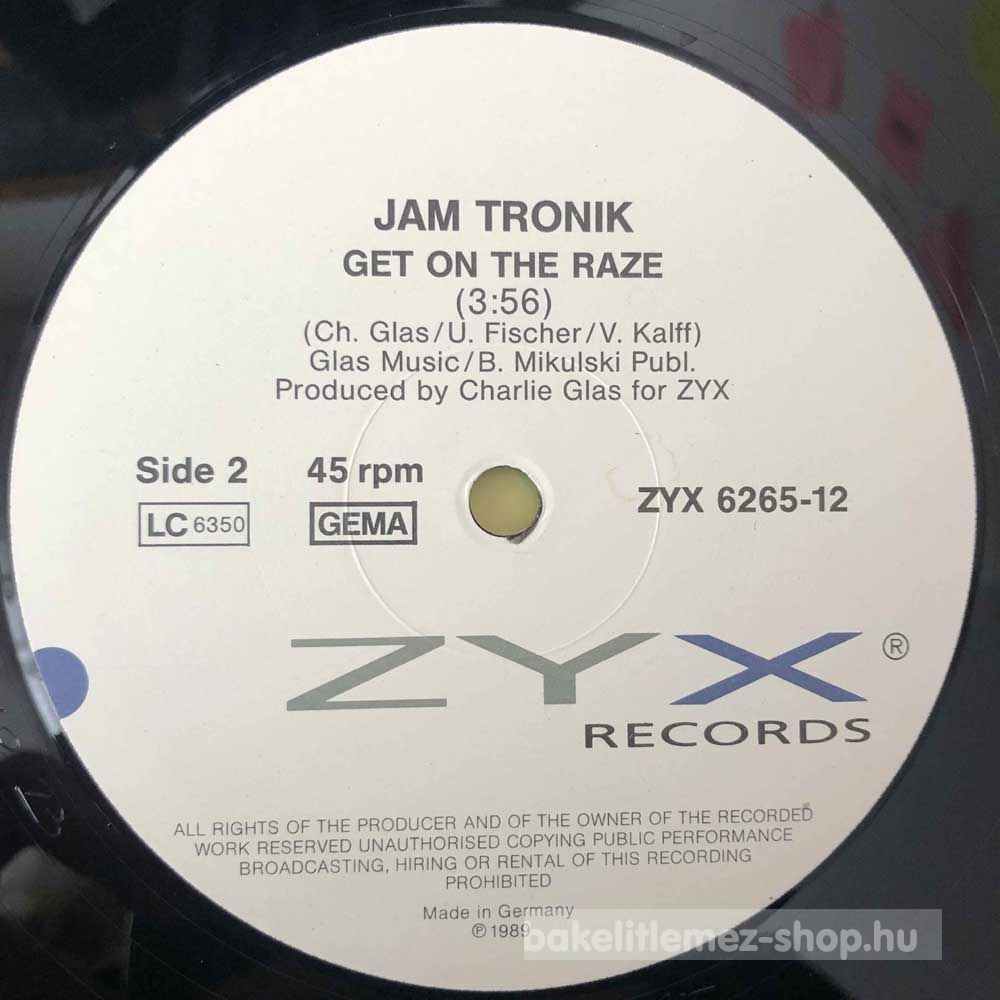 JAM TRONIK
GET ON THE RAZE
(3:56)
(Ch. Glas/U. Fischer/V. Kalff)
Glas Music/B. Mikulski Publ.
Produced by Charlie Glas for ZYX
Side 2 45 rpm
ZYX 6265-12
LC 6350 GEMA
ZYX ®
RECORDS
ALL RIGHTS OF THE PRODUCER AND OF THE OWNER OF THE RECORDED
WORK RESERVED UNAUTHORISED COPYING PUBLIC PERFORMANCE
BROADCASTING, HIRING OR RENTAL OF THIS RECORDING
PROHIBITED
Made in Germany
℗ 1989
bakelitlemez-shop.hu